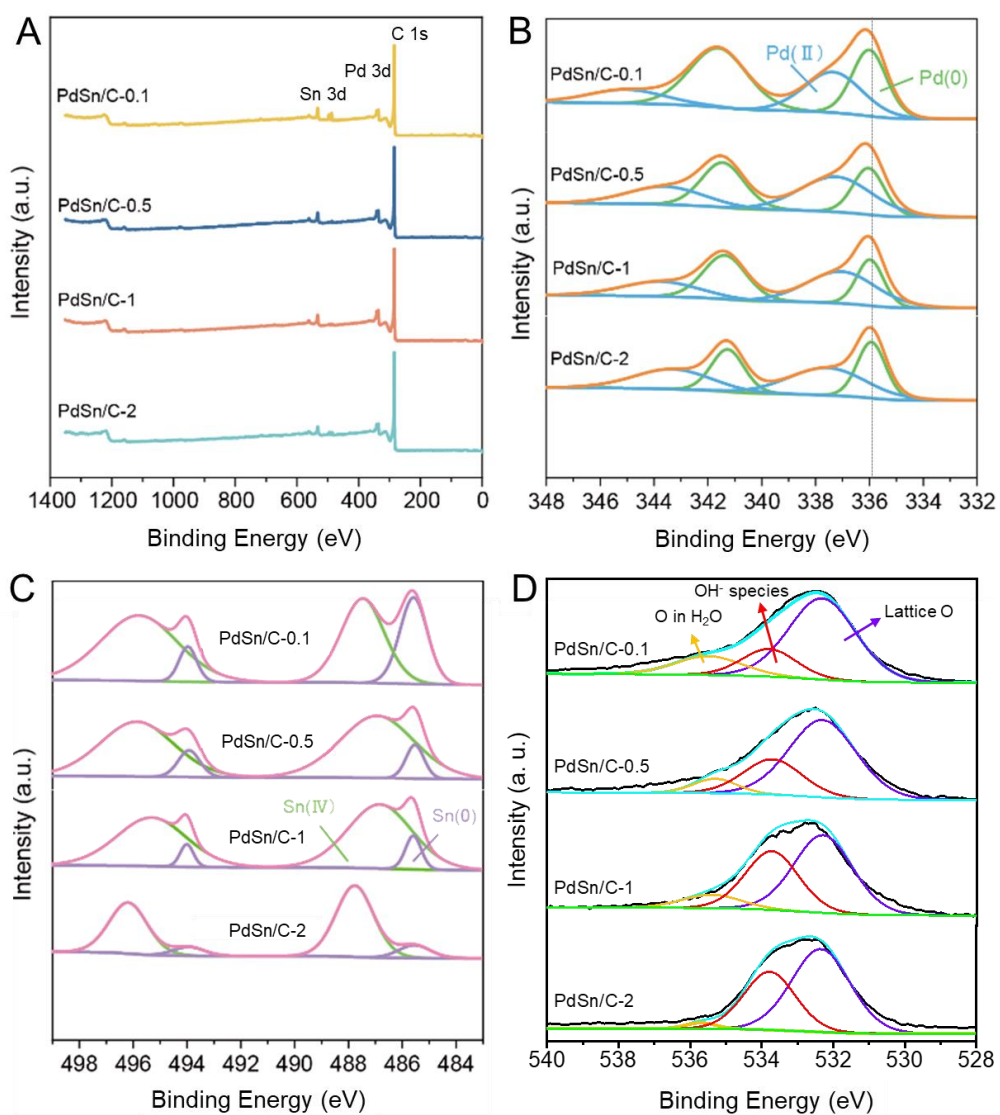 A
C 1s
Pd 3d
Sn 3d
PdSn/C-0.1
PdSn/C-0.5
PdSn/C-1
PdSn/C-2
Intensity (a.u.)
1400 1200 1000 800 600 400 200 0
Binding Energy (eV)
B
PdSn/C-0.1
Pd(Ⅱ)
Pd(0)
PdSn/C-0.5
PdSn/C-1
PdSn/C-2
Intensity (a.u.)
348 346 344 342 340 338 336 334 332
Binding Energy (eV)
C
PdSn/C-0.1
PdSn/C-0.5
Sn(Ⅳ)
Sn(0)
PdSn/C-1
PdSn/C-2
Intensity (a.u.)
498 496 494 492 490 488 486 484
Binding Energy (eV)
D
OH⁻ species
O in H₂O
Lattice O
PdSn/C-0.1
PdSn/C-0.5
PdSn/C-1
PdSn/C-2
Intensity (a. u.)
540 538 536 534 532 530 528
Binding Energy (eV)